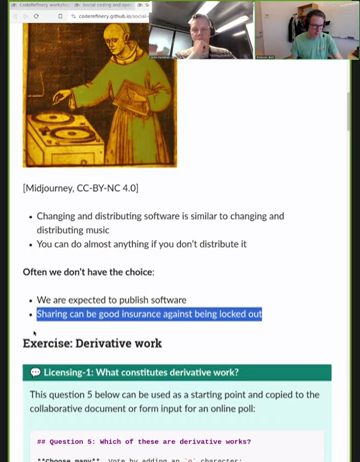 CodeRefinery worksho
Social coding and open
coderefinery.github.io/social-
[Midjourney, CC-BY-NC 4.0]
• Changing and distributing software is similar to changing and
distributing music
• You can do almost anything if you don't distribute it
Often we don't have the choice:
• We are expected to publish software
• Sharing can be good insurance against being locked out
Exercise: Derivative work
💬 Licensing-1: What constitutes derivative work?
This question 5 below can be used as a starting point and copied to the
collaborative document or form input for an online poll:
## Question 5: Which of these are derivative works?
**Choose many**. Vote by adding an `o` character: